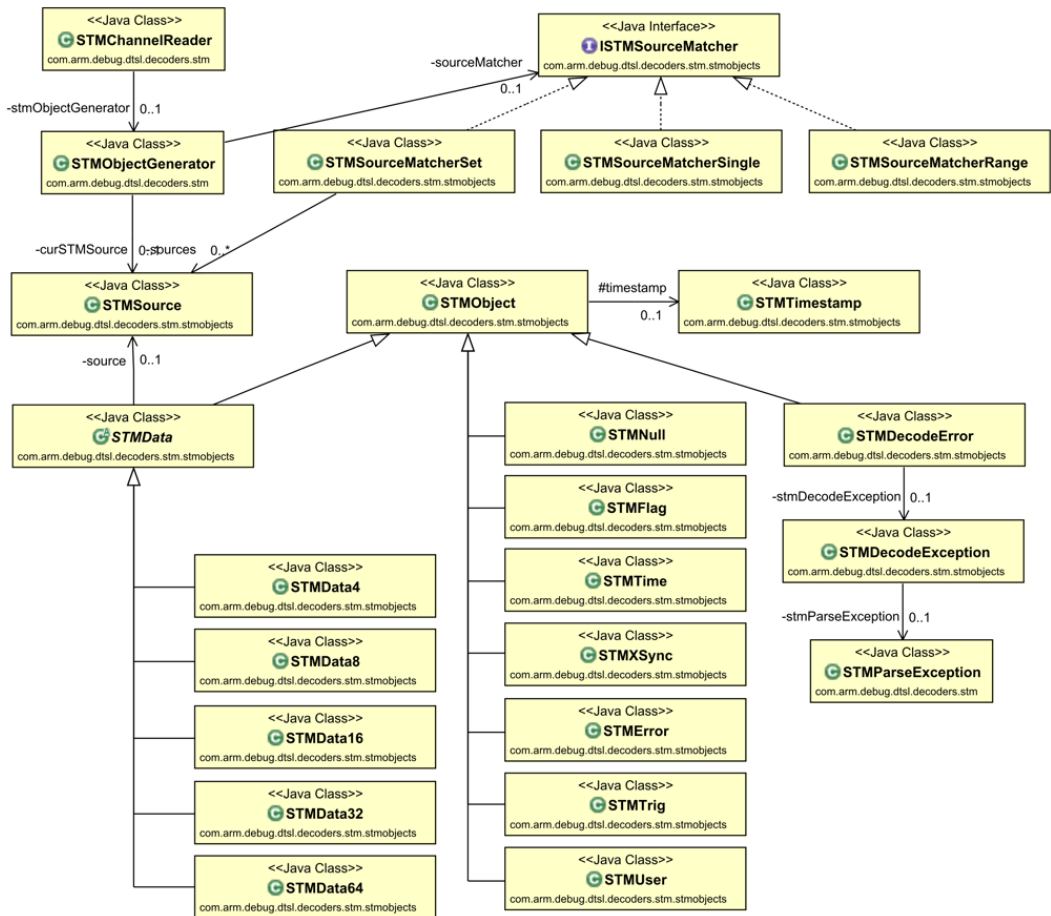 <<Java Class>>
STMChannelReader
com.arm.debug.dtsl.decoders.stm
<<Java Interface>>
ISTMSourceMatcher
com.arm.debug.dtsl.decoders.stm.stmobjects
-sourceMatcher
0..1
-stmObjectGenerator
0..1
<<Java Class>>
STMObjectGenerator
com.arm.debug.dtsl.decoders.stm
<<Java Class>>
STMSourceMatcherSet
com.arm.debug.dtsl.decoders.stm.stmobjects
<<Java Class>>
STMSourceMatcherSingle
com.arm.debug.dtsl.decoders.stm.stmobjects
<<Java Class>>
STMSourceMatcherRange
com.arm.debug.dtsl.decoders.stm.stmobjects
-curSTMSource
0..1
-sources
0..*
<<Java Class>>
STMSource
com.arm.debug.dtsl.decoders.stm.stmobjects
<<Java Class>>
STMObject
com.arm.debug.dtsl.decoders.stm.stmobjects
#timestamp
0..1
<<Java Class>>
STMTimestamp
com.arm.debug.dtsl.decoders.stm.stmobjects
-source
0..1
<<Java Class>>
STMData
com.arm.debug.dtsl.decoders.stm.stmobjects
<<Java Class>>
STMNull
com.arm.debug.dtsl.decoders.stm.stmobjects
<<Java Class>>
STMDecodeError
com.arm.debug.dtsl.decoders.stm.stmobjects
<<Java Class>>
STMFlag
com.arm.debug.dtsl.decoders.stm.stmobjects
-stmDecodeException
0..1
<<Java Class>>
STMDecodeException
com.arm.debug.dtsl.decoders.stm.stmobjects
<<Java Class>>
STMData4
com.arm.debug.dtsl.decoders.stm.stmobjects
<<Java Class>>
STMTime
com.arm.debug.dtsl.decoders.stm.stmobjects
-stmParseException
0..1
<<Java Class>>
STMData8
com.arm.debug.dtsl.decoders.stm.stmobjects
<<Java Class>>
STMXSync
com.arm.debug.dtsl.decoders.stm.stmobjects
<<Java Class>>
STMParseException
com.arm.debug.dtsl.decoders.stm
<<Java Class>>
STMData16
com.arm.debug.dtsl.decoders.stm.stmobjects
<<Java Class>>
STMError
com.arm.debug.dtsl.decoders.stm.stmobjects
<<Java Class>>
STMData32
com.arm.debug.dtsl.decoders.stm.stmobjects
<<Java Class>>
STMTrig
com.arm.debug.dtsl.decoders.stm.stmobjects
<<Java Class>>
STMData64
com.arm.debug.dtsl.decoders.stm.stmobjects
<<Java Class>>
STMUser
com.arm.debug.dtsl.decoders.stm.stmobjects